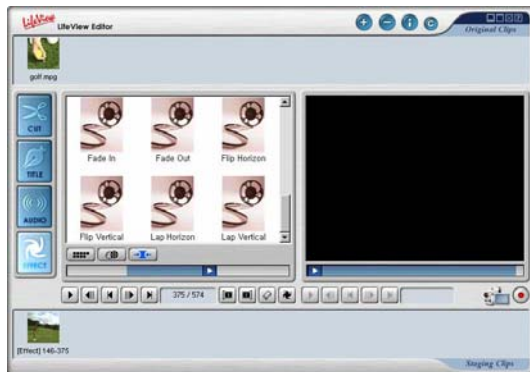 LifeView
LifeView Editor
Original Clips
golf.mpg
CUT
TITLE
AUDIO
EFFECT
Fade In
Fade Out
Flip Horizon
Flip Vertical
Lap Horizon
Lap Vertical
375 / 574
[Effect] 146-375
Staging Clips